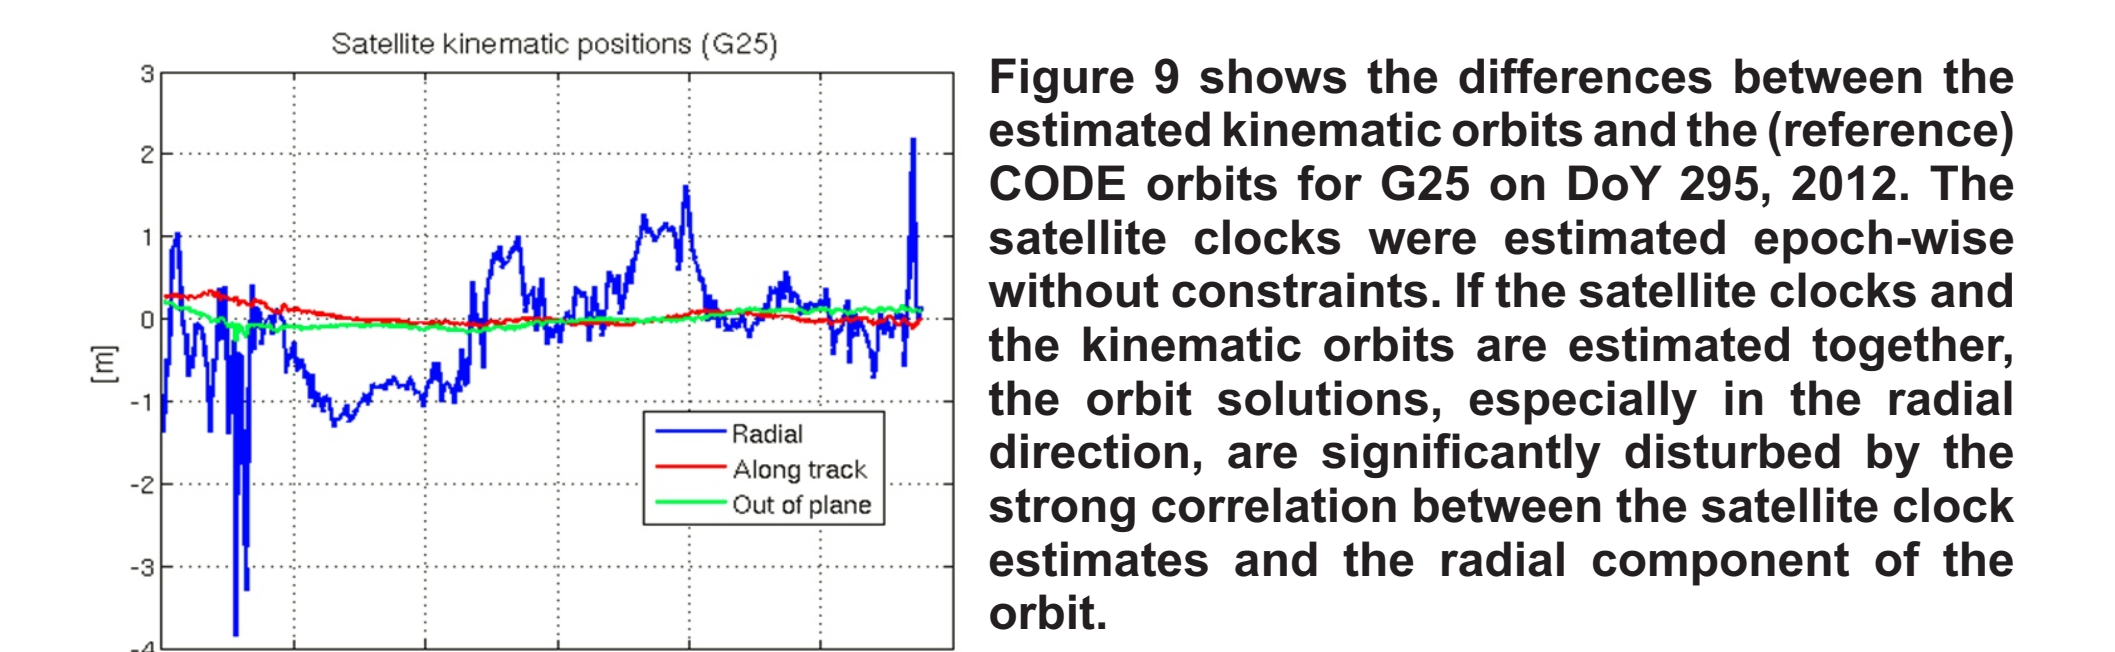 Satellite kinematic positions (G25)
3
2
1
0
-1
-2
-3
-4
[m]
Radial
Along track
Out of plane
Figure 9 shows the differences between the
estimated kinematic orbits and the (reference)
CODE orbits for G25 on DoY 295, 2012. The
satellite clocks were estimated epoch-wise
without constraints. If the satellite clocks and
the kinematic orbits are estimated together,
the orbit solutions, especially in the radial
direction, are significantly disturbed by the
strong correlation between the satellite clock
estimates and the radial component of the
orbit.